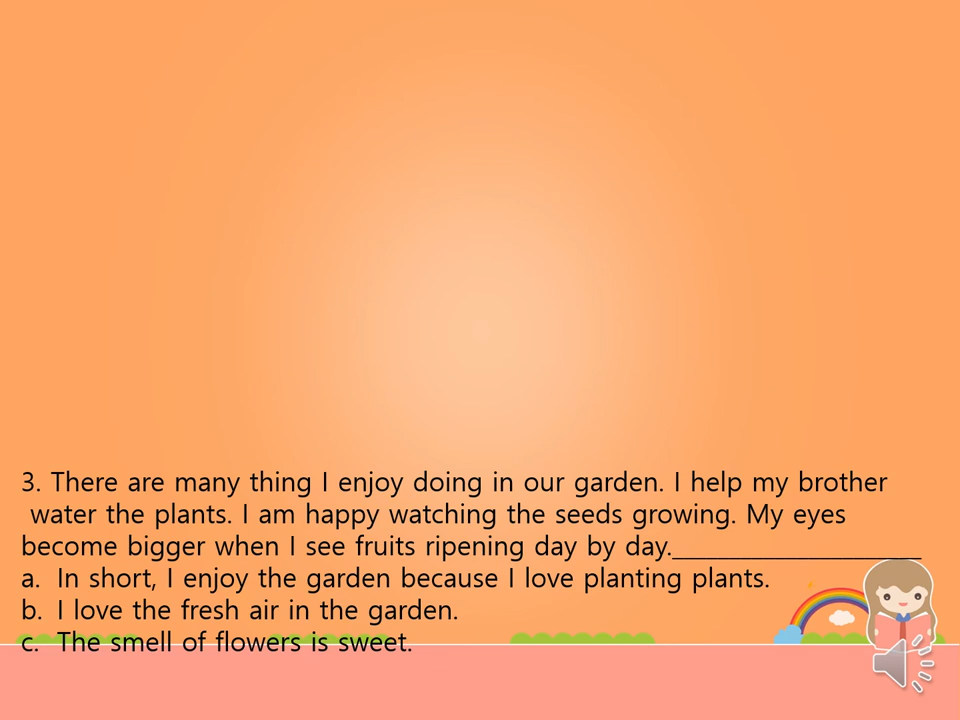 3. There are many thing I enjoy doing in our garden. I help my brother
water the plants. I am happy watching the seeds growing. My eyes
become bigger when I see fruits ripening day by day.____________________
a. In short, I enjoy the garden because I love planting plants.
b. I love the fresh air in the garden.
c. The smell of flowers is sweet.